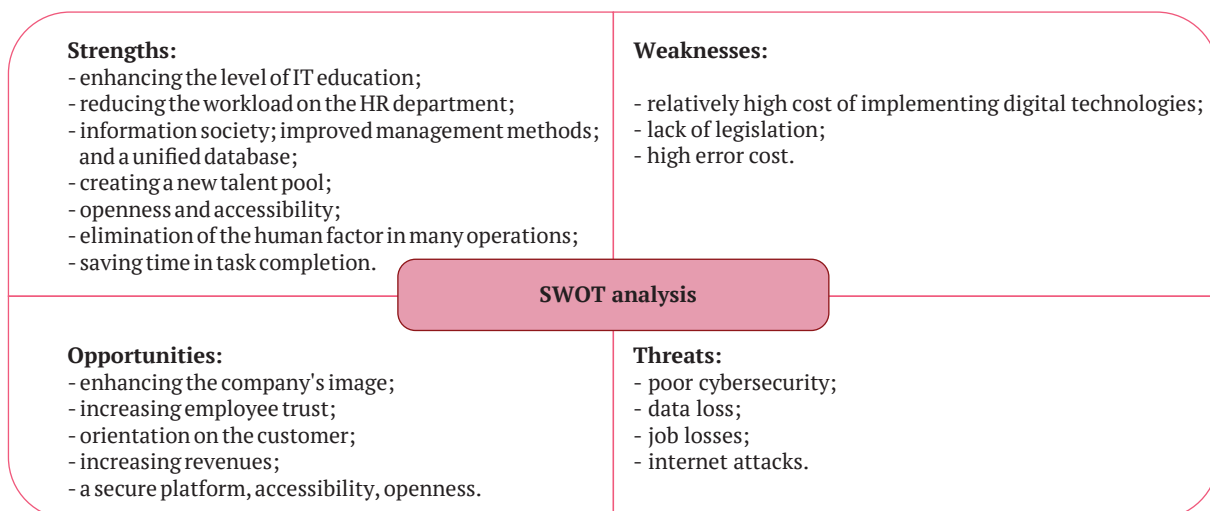 Strengths:
- enhancing the level of IT education;
- reducing the workload on the HR department;
- information society; improved management methods;
and a unified database;
- creating a new talent pool;
- openness and accessibility;
- elimination of the human factor in many operations;
- saving time in task completion.
Weaknesses:
- relatively high cost of implementing digital technologies;
- lack of legislation;
- high error cost.
SWOT analysis
Opportunities:
- enhancing the company's image;
- increasing employee trust;
- orientation on the customer;
- increasing revenues;
- a secure platform, accessibility, openness.
Threats:
- poor cybersecurity;
- data loss;
- job losses;
- internet attacks.